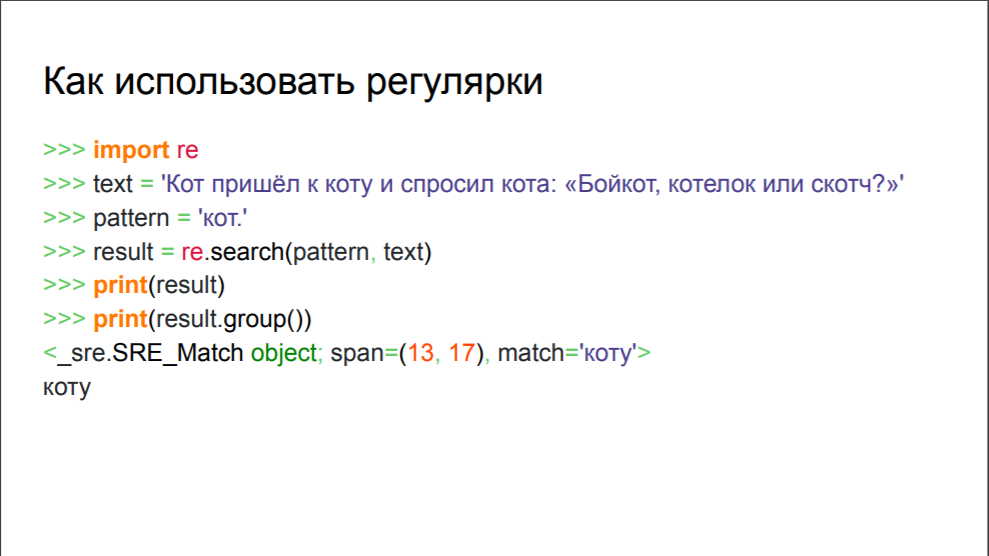 Как использовать регулярки
>>> import re
>>> text = 'Кот пришёл к коту и спросил кота: «Бойкот, котелок или скотч?»'
>>> pattern = 'кот.'
>>> result = re.search(pattern, text)
>>> print(result)
>>> print(result.group())
<_sre.SRE_Match object; span=(13, 17), match='коту'>
коту